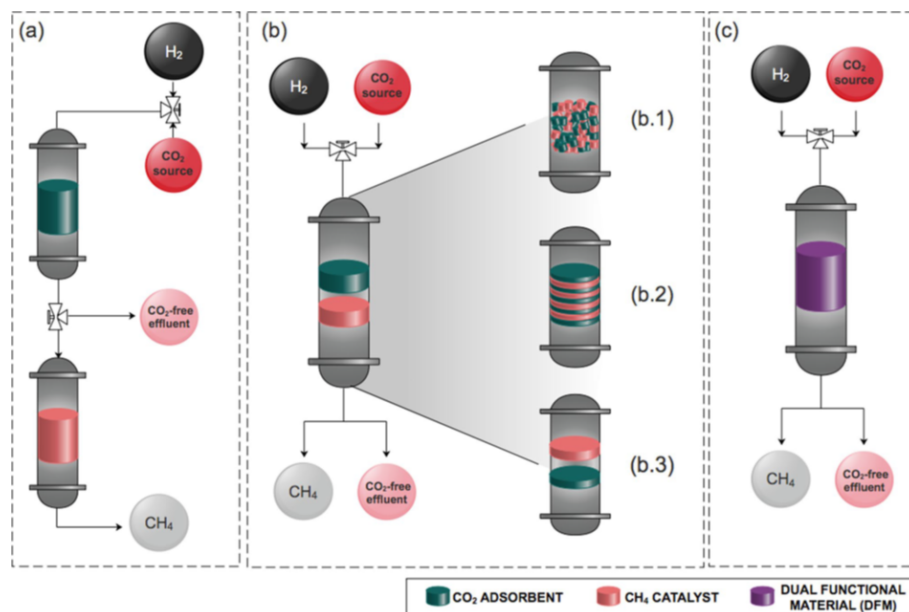 (a)
H₂
CO₂
source
CO₂-free
effluent
CH₄
(b)
H₂
CO₂
source
CH₄
CO₂-free
effluent
(b.1)
(b.2)
(b.3)
(c)
H₂
CO₂
source
CH₄
CO₂-free
effluent
CO₂ ADSORBENT
CH₄ CATALYST
DUAL FUNCTIONAL
MATERIAL (DFM)